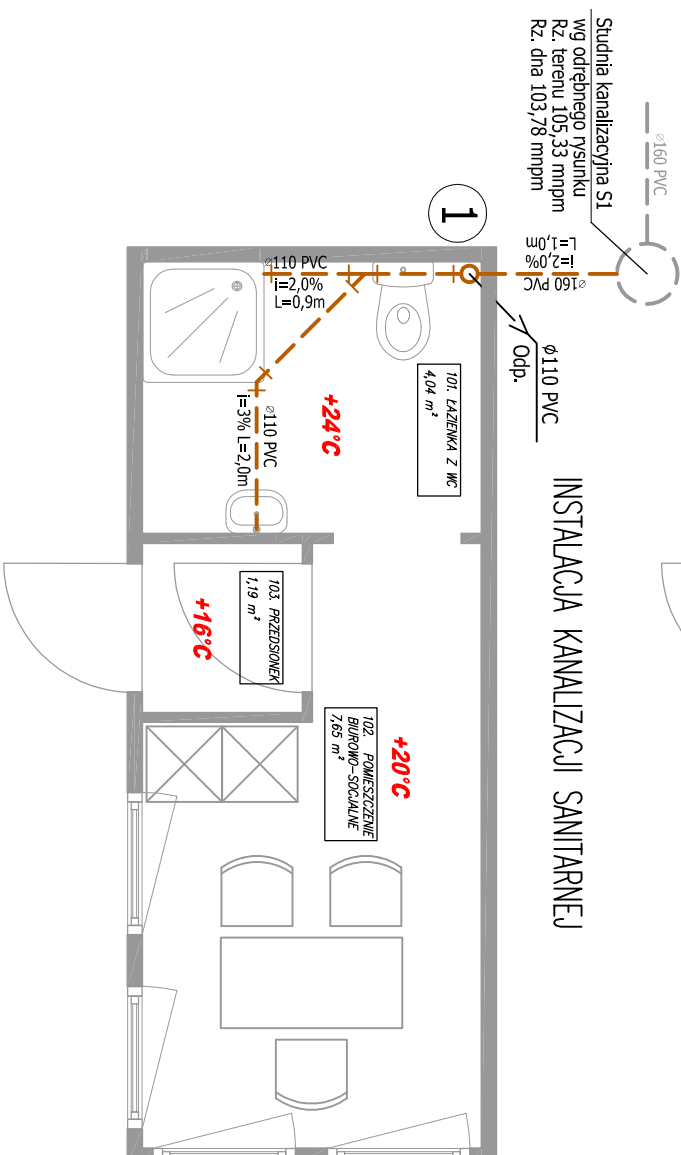 INSTALACJA KANALIZACJI SANITARNEJ
Studnia kanalizacyjna S1
wg odrębnego rysunku
Rz. terenu 105,33 mnpm
Rz. dna 103,78 mnpm
⌀160 PVC
⌀160 PVC
i=2,0%
L=1,0m
ϕ110 PVC
Odp.
1
⌀110 PVC
i=2,0%
L=0,9m
⌀110 PVC
i=3% L=2,0m
101. ŁAZIENKA Z WC
4,04 m²
+24°C
103. PRZEDSIONEK
1,19 m²
+16°C
102. POMIESZCZENIE
BIUROWO-SOCJALNE
7,65 m²
+20°C